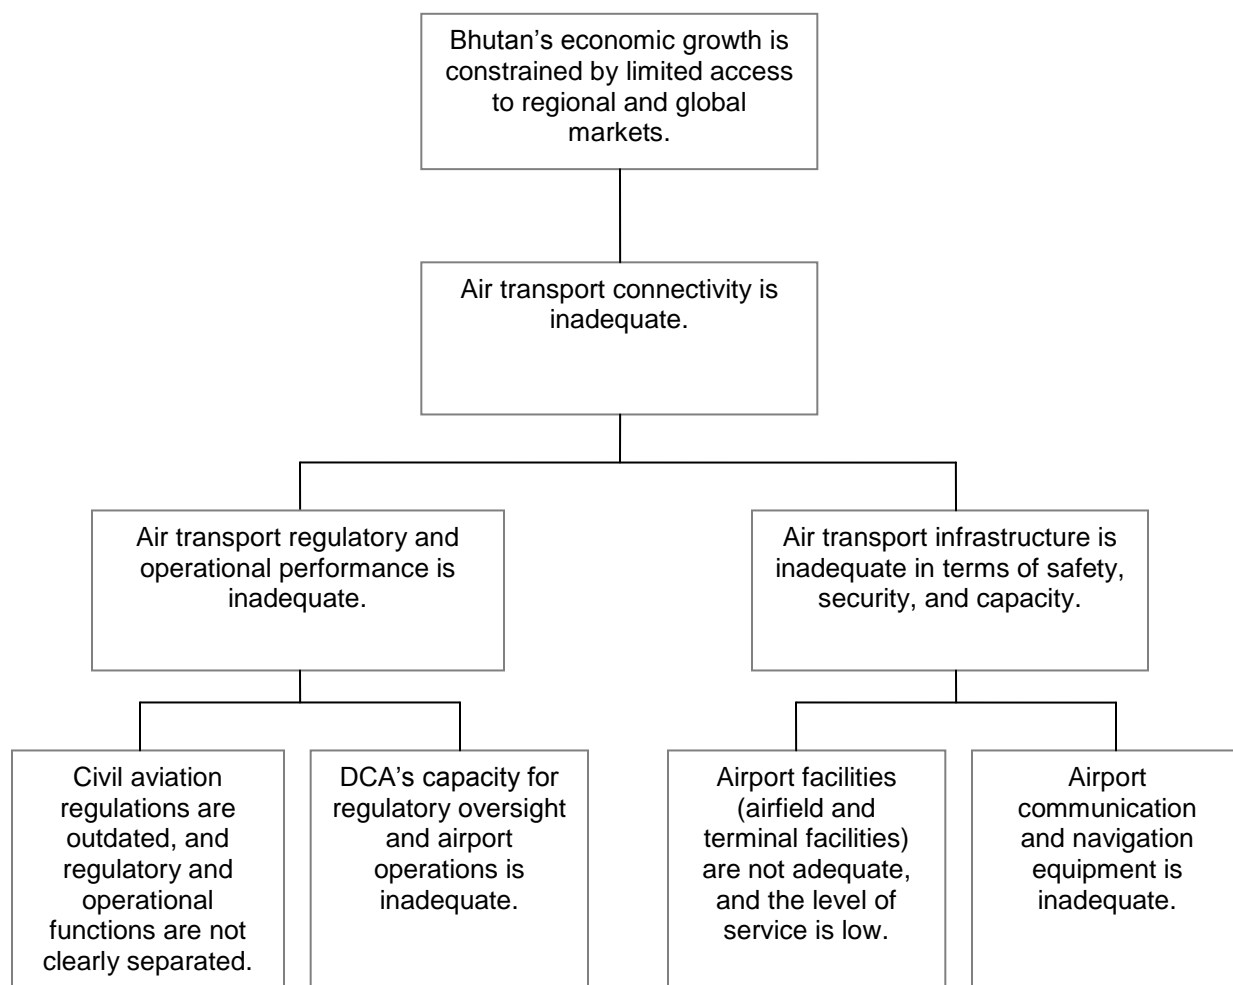 Bhutan’s economic growth is
constrained by limited access
to regional and global
markets.
Air transport connectivity is
inadequate.
Air transport regulatory and
operational performance is
inadequate.
Air transport infrastructure is
inadequate in terms of safety,
security, and capacity.
Civil aviation
regulations are
outdated, and
regulatory and
operational
functions are not
clearly separated.
DCA’s capacity for
regulatory oversight
and airport
operations is
inadequate.
Airport facilities
(airfield and
terminal facilities)
are not adequate,
and the level of
service is low.
Airport
communication
and navigation
equipment is
inadequate.